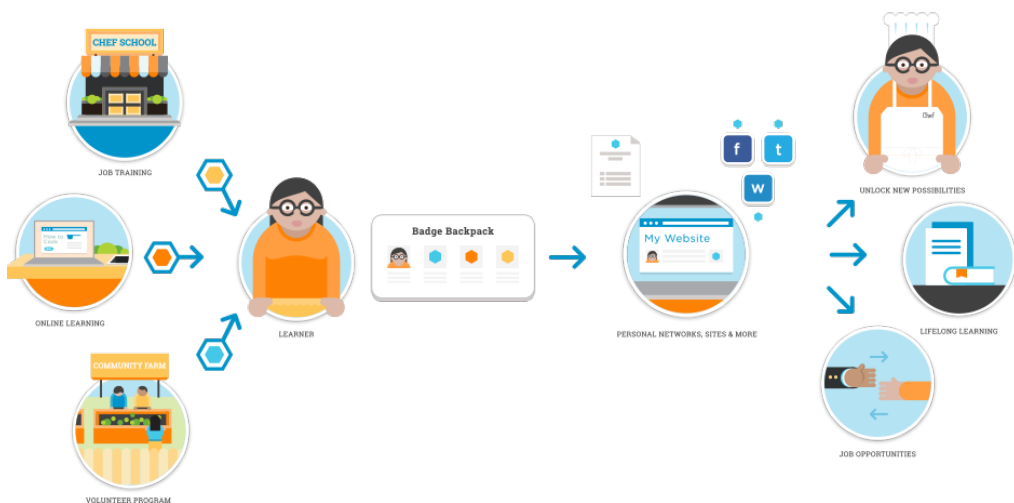 CHEF SCHOOL
JOB TRAINING
How to
Cook
ONLINE LEARNING
COMMUNITY FARM
VOLUNTEER PROGRAM
LEARNER
Badge Backpack
f
t
w
My Website
PERSONAL NETWORKS, SITES & MORE
Chef
UNLOCK NEW POSSIBILITIES
LIFELONG LEARNING
JOB OPPORTUNITIES